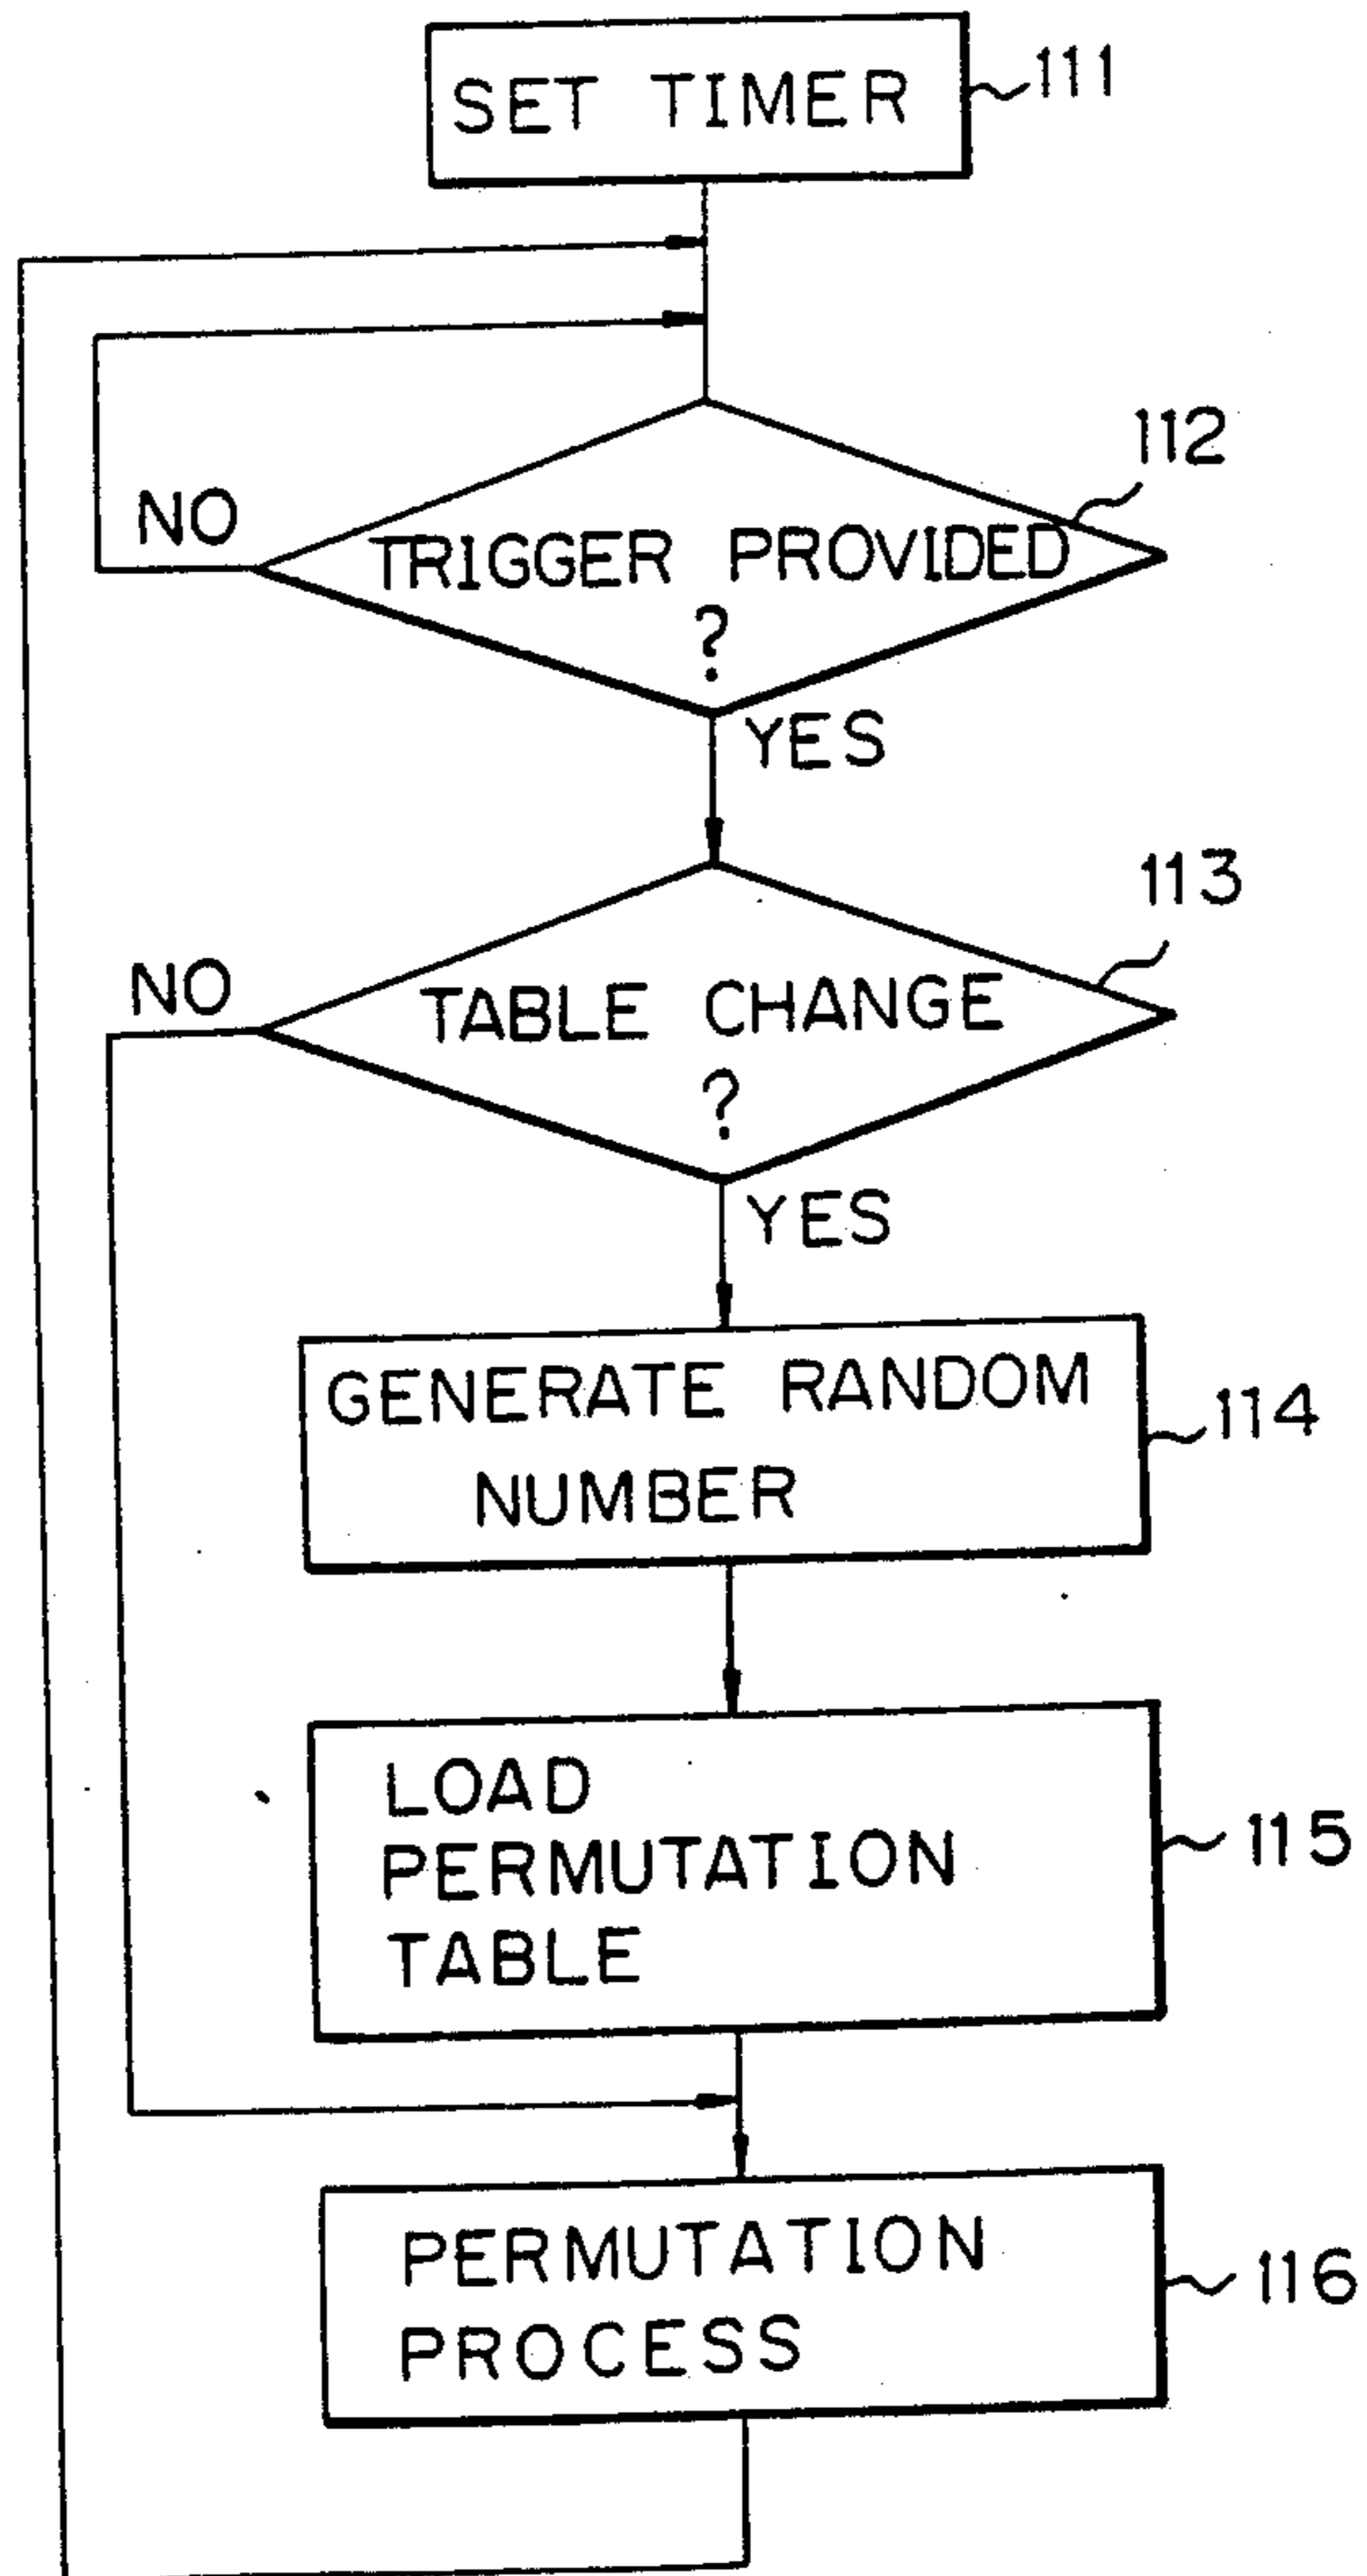 SET TIMER
111
112
NO
TRIGGER PROVIDED
?
YES
113
NO
TABLE CHANGE
?
YES
GENERATE RANDOM
NUMBER
114
LOAD
PERMUTATION
TABLE
115
PERMUTATION
PROCESS
116